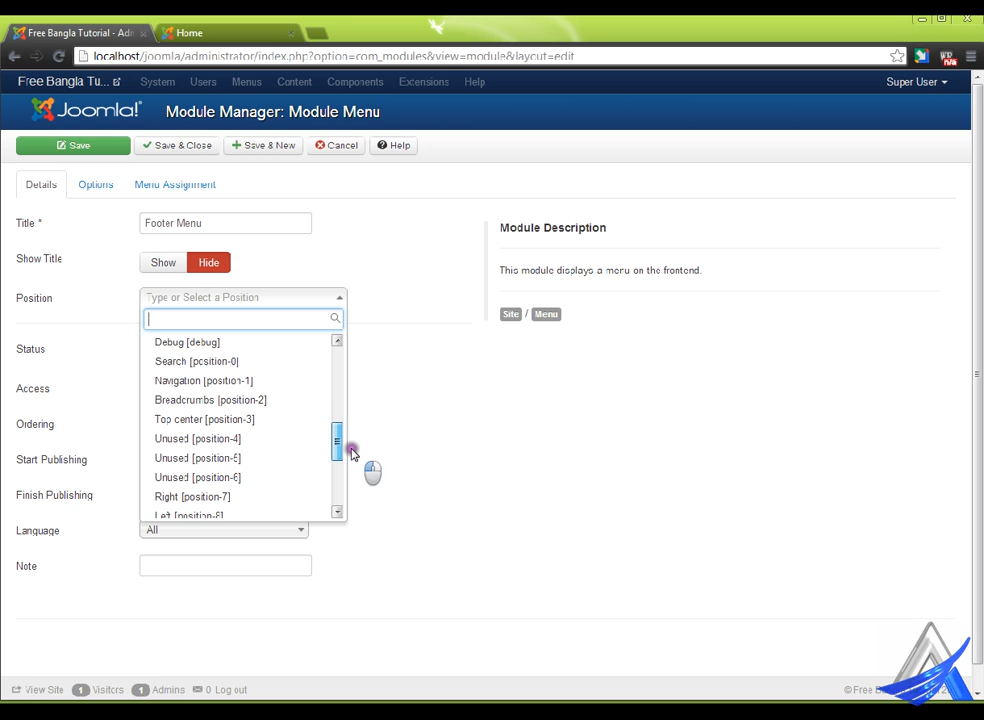 Free Bangla Tutorial - Adn
Home
localhost/joomla/administrator/index.php?option=com_modules&view=module&layout=edit
Free Bangla Tu... System Users Menus Content Components Extensions Help Super User
Joomla! Module Manager: Module Menu
Save Save & Close Save & New Cancel Help
Details Options Menu Assignment
Title * Footer Menu
Module Description
Show Title Show Hide
This module displays a menu on the frontend.
Position Type or Select a Position
Site / Menu
Debug [debug]
Status
Search [position-0]
Navigation [position-1]
Access
Breadcrumbs [position-2]
Top center [position-3]
Ordering
Unused [position-4]
Unused [position-5]
Start Publishing
Unused [position-6]
Finish Publishing
Right [position-7]
Left [position-8]
Language All
Note
View Site 1 Visitors 1 Admins 0 Log out
© Free